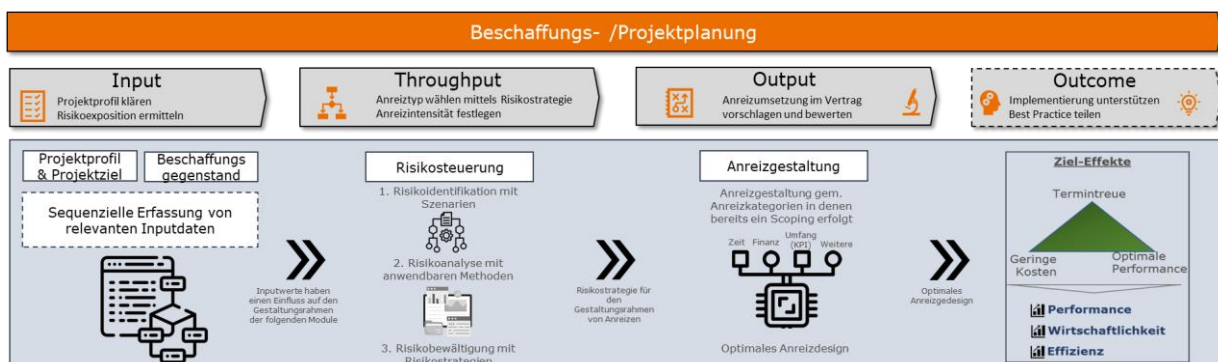 Beschaffungs- /Projektplanung
Input
Projektprofil klären
Risikoexposition ermitteln
Throughput
Anreiztyp wählen mittels Risikostrategie
Anreizintensität festlegen
Output
Anreizumsetzung im Vertrag
vorschlagen und bewerten
Outcome
Implementierung unterstützen
Best Practice teilen
Projektprofil
& Projektziel
Beschaffungs
gegenstand
Sequenzielle Erfassung von
relevanten Inputdaten
Inputwerte haben
einen Einfluss auf den
Gestaltungsrahmen
der folgenden Module
Risikosteuerung
1. Risikoidentifikation mit
Szenarien
2. Risikoanalyse mit
anwendbaren Methoden
3. Risikobewältigung mit
Risikostrategien
Risikostrategie für
den
Gestaltungsrahmen
von Anreizen
Anreizgestaltung
Anreizgestaltung gem.
Anreizkategorien in denen
bereits ein Scoping erfolgt
Zeit Finanz Umfang (KPI) Weitere
Optimales Anreizdesign
Optimales
Anreizgedesign
Ziel-Effekte
Termintreue
Geringe
Kosten
Optimale
Performance
Performance
Wirtschaftlichkeit
Effizienz